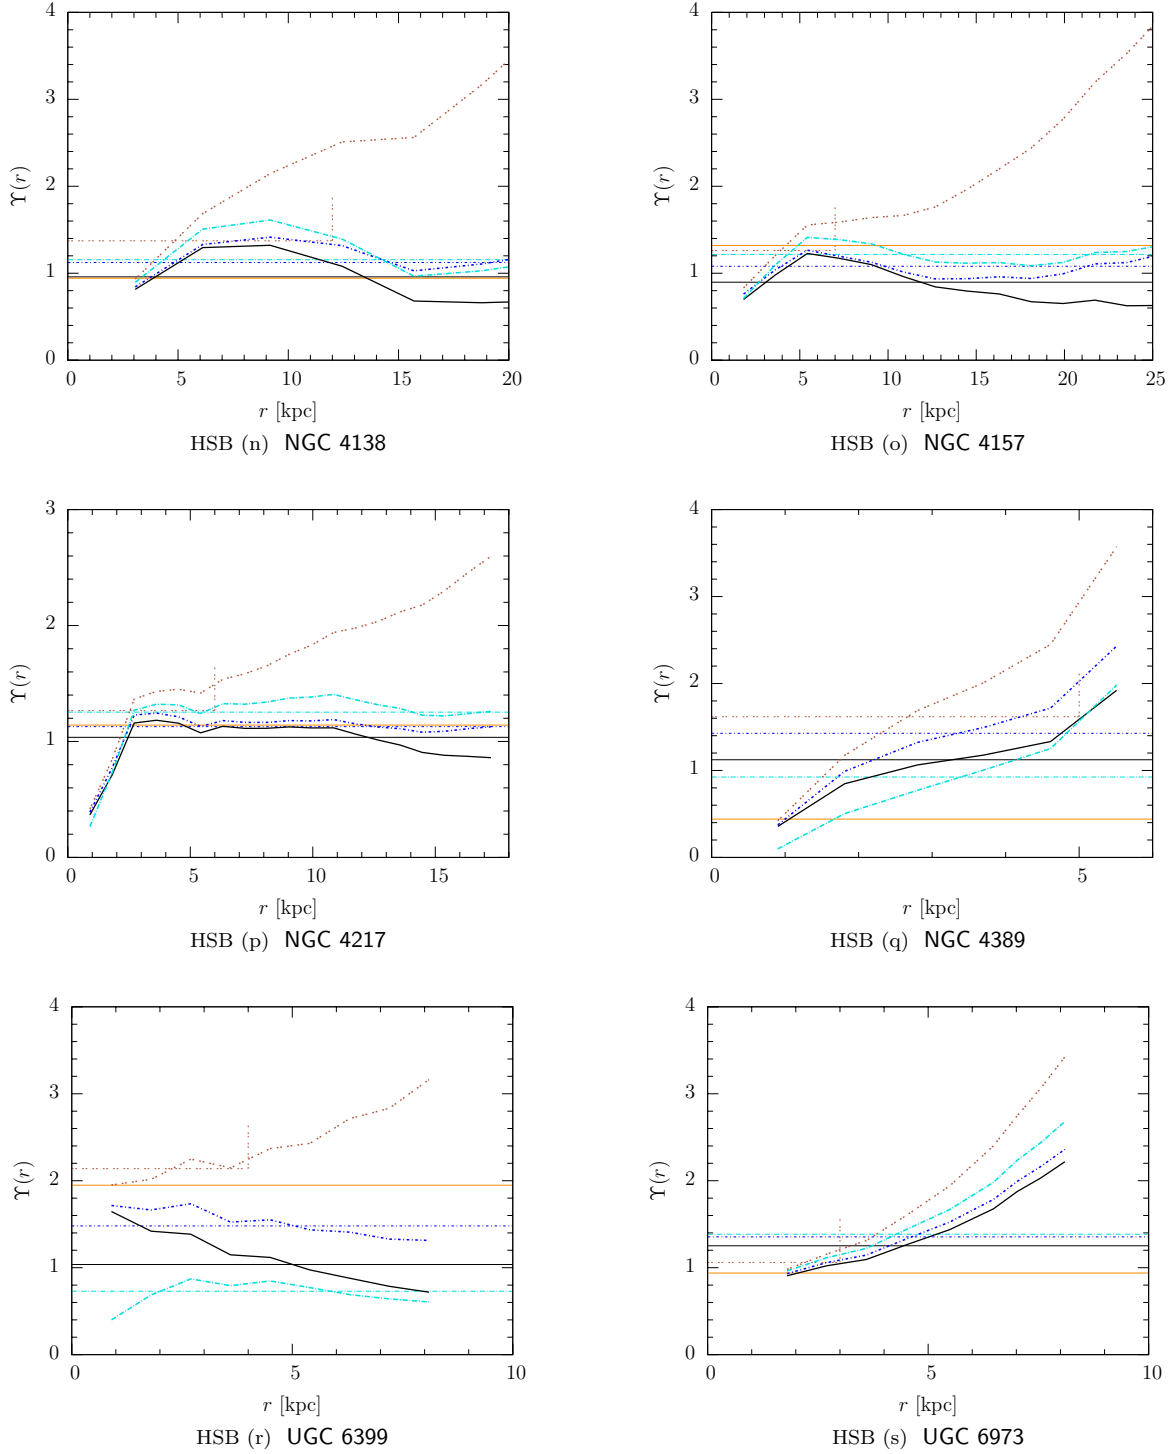 4
3
2
1
0
Υ(r)
0 5 10 15 20
r [kpc]
HSB (n) NGC 4138
4
3
2
1
0
Υ(r)
0 5 10 15 20 25
r [kpc]
HSB (o) NGC 4157
3
2
1
0
Υ(r)
0 5 10 15
r [kpc]
HSB (p) NGC 4217
4
3
2
1
0
Υ(r)
0 5
r [kpc]
HSB (q) NGC 4389
4
3
2
1
0
Υ(r)
0 5 10
r [kpc]
HSB (r) UGC 6399
4
3
2
1
0
Υ(r)
0 5 10
r [kpc]
HSB (s) UGC 6973